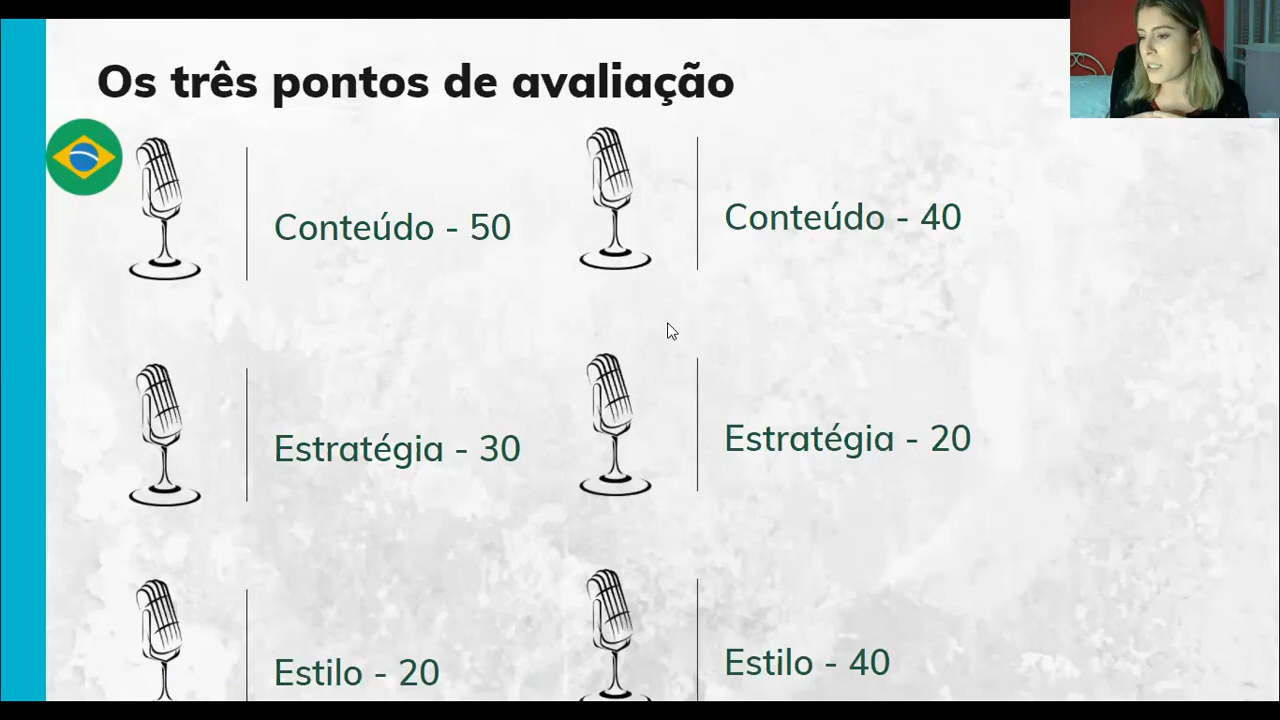 Os três pontos de avaliação
Conteúdo - 50
Conteúdo - 40
Estratégia - 30
Estratégia - 20
Estilo - 20
Estilo - 40